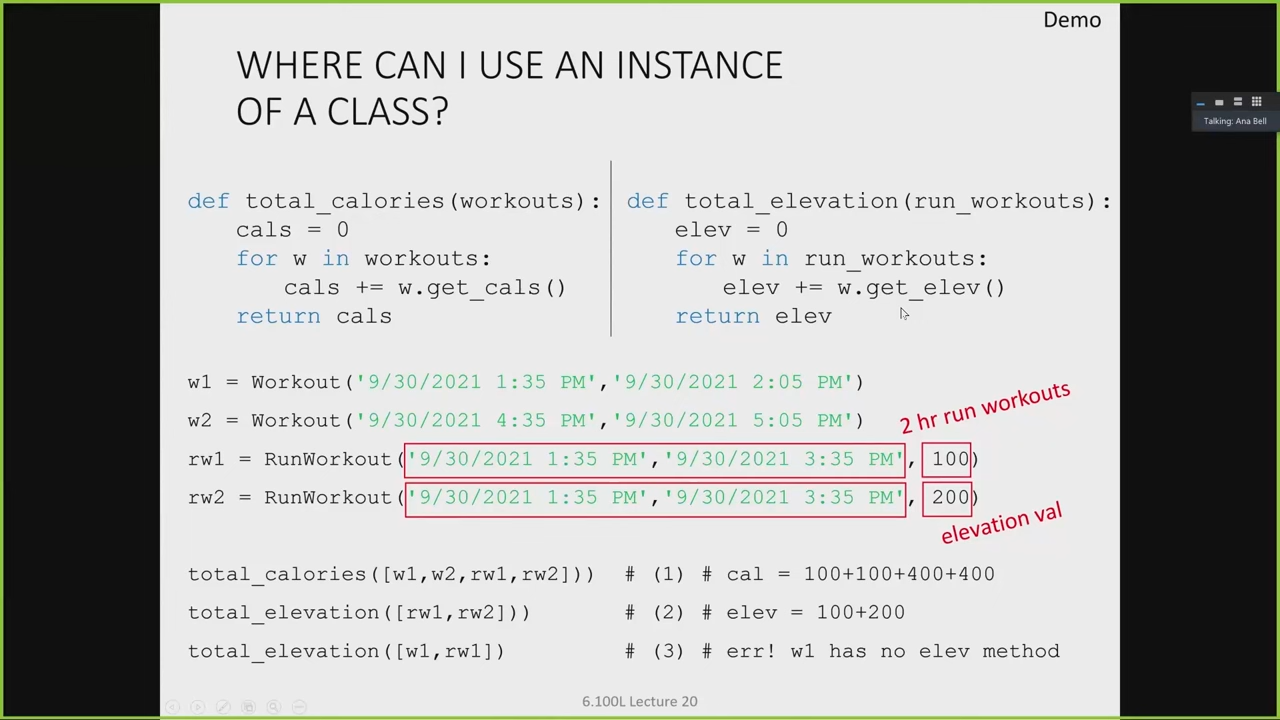 Demo
WHERE CAN I USE AN INSTANCE
OF A CLASS?
Talking: Ana Bell
def total_calories(workouts):
cals = 0
for w in workouts:
cals += w.get_cals()
return cals
def total_elevation(run_workouts):
elev = 0
for w in run_workouts:
elev += w.get_elev()
return elev
w1 = Workout('9/30/2021 1:35 PM','9/30/2021 2:05 PM')
w2 = Workout('9/30/2021 4:35 PM','9/30/2021 5:05 PM')
2 hr run workouts
rw1 = RunWorkout('9/30/2021 1:35 PM','9/30/2021 3:35 PM', 100)
rw2 = RunWorkout('9/30/2021 1:35 PM','9/30/2021 3:35 PM', 200)
elevation val
total_calories([w1,w2,rw1,rw2])) # (1) # cal = 100+100+400+400
total_elevation([rw1,rw2])) # (2) # elev = 100+200
total_elevation([w1,rw1]) # (3) # err! w1 has no elev method
6.100L Lecture 20